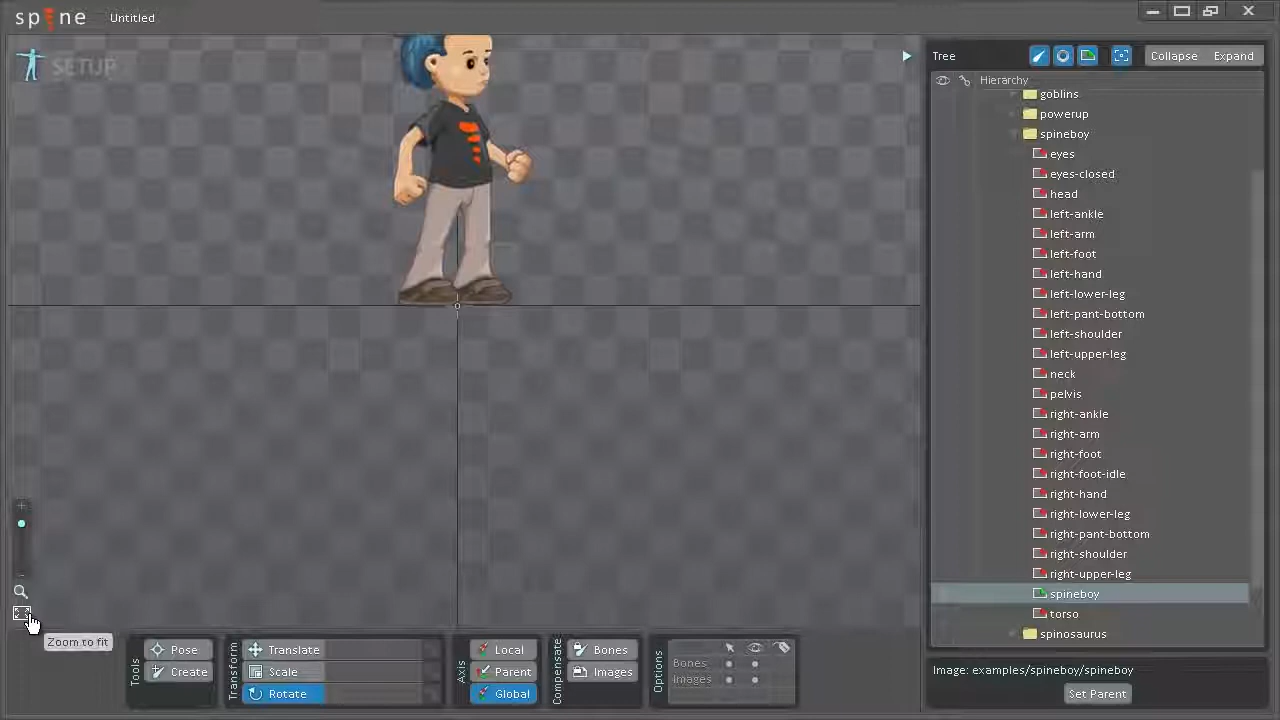 spine Untitled
SETUP
Tree
Collapse
Expand
Hierarchy
goblins
powerup
spineboy
eyes
eyes-closed
head
left-ankle
left-arm
left-foot
left-hand
left-lower-leg
left-pant-bottom
left-shoulder
left-upper-leg
neck
pelvis
right-ankle
right-arm
right-foot
right-foot-idle
right-hand
right-lower-leg
right-pant-bottom
right-shoulder
right-upper-leg
spineboy
torso
spinosaurus
Image: examples/spineboy/spineboy
Set Parent
Zoom to fit
Tools
Pose
Create
Transform
Translate
Scale
Rotate
Axis
Local
Parent
Global
Compensate
Bones
Images
Options
Bones
Images